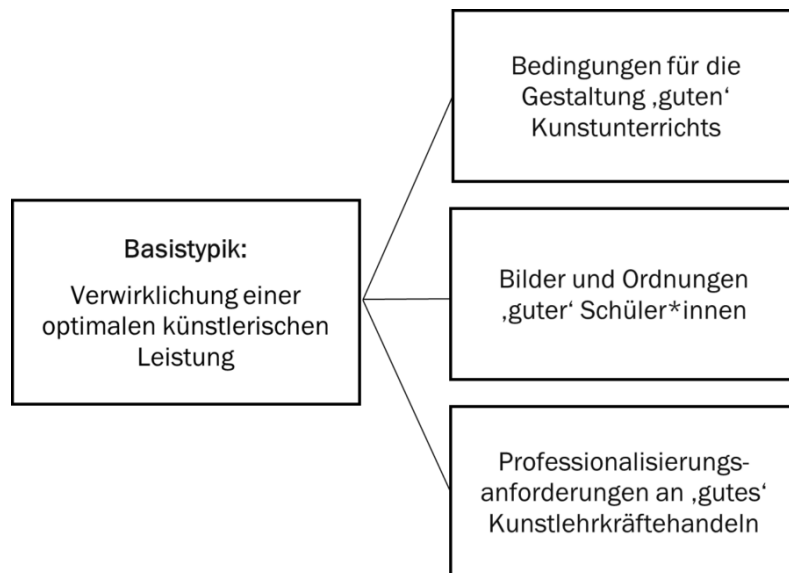 Bedingungen für die
Gestaltung ‚guten‘
Kunstunterrichts
Basistypik:
Verwirklichung einer
optimalen künstlerischen
Leistung
Bilder und Ordnungen
‚guter‘ Schüler*innen
Professionalisierungs-
anforderungen an ‚gutes‘
Kunstlehrkräftehandeln